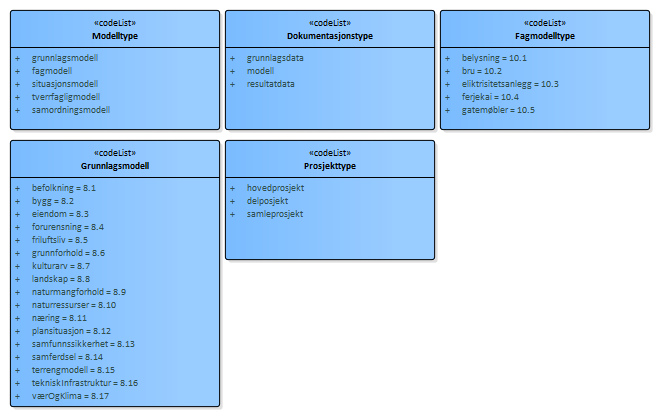 «codeList»
Modelltype
+ grunnlagsmodell
+ fagmodell
+ situasjonsmodell
+ tverrfagligmodell
+ samordningsmodell
«codeList»
Dokumentasjonstype
+ grunnlagsdata
+ modell
+ resultatdata
«codeList»
Fagmodelltype
+ belysning = 10.1
+ bru = 10.2
+ eliktrisitetsanlegg = 10.3
+ ferjekai = 10.4
+ gatemøbler = 10.5
«codeList»
Grunnlagsmodell
+ befolkning = 8.1
+ bygg = 8.2
+ eiendom = 8.3
+ forurensning = 8.4
+ friluftsliv = 8.5
+ grunnforhold = 8.6
+ kulturarv = 8.7
+ landskap = 8.8
+ naturmangforhold = 8.9
+ naturressurser = 8.10
+ næring = 8.11
+ plansituasjon = 8.12
+ samfunnssikkerhet = 8.13
+ samferdsel = 8.14
+ terrengmodell = 8.15
+ tekniskInfrastruktur = 8.16
+ værOgKlima = 8.17
«codeList»
Prosjekttype
+ hovedprosjekt
+ delposjekt
+ samleprosjekt